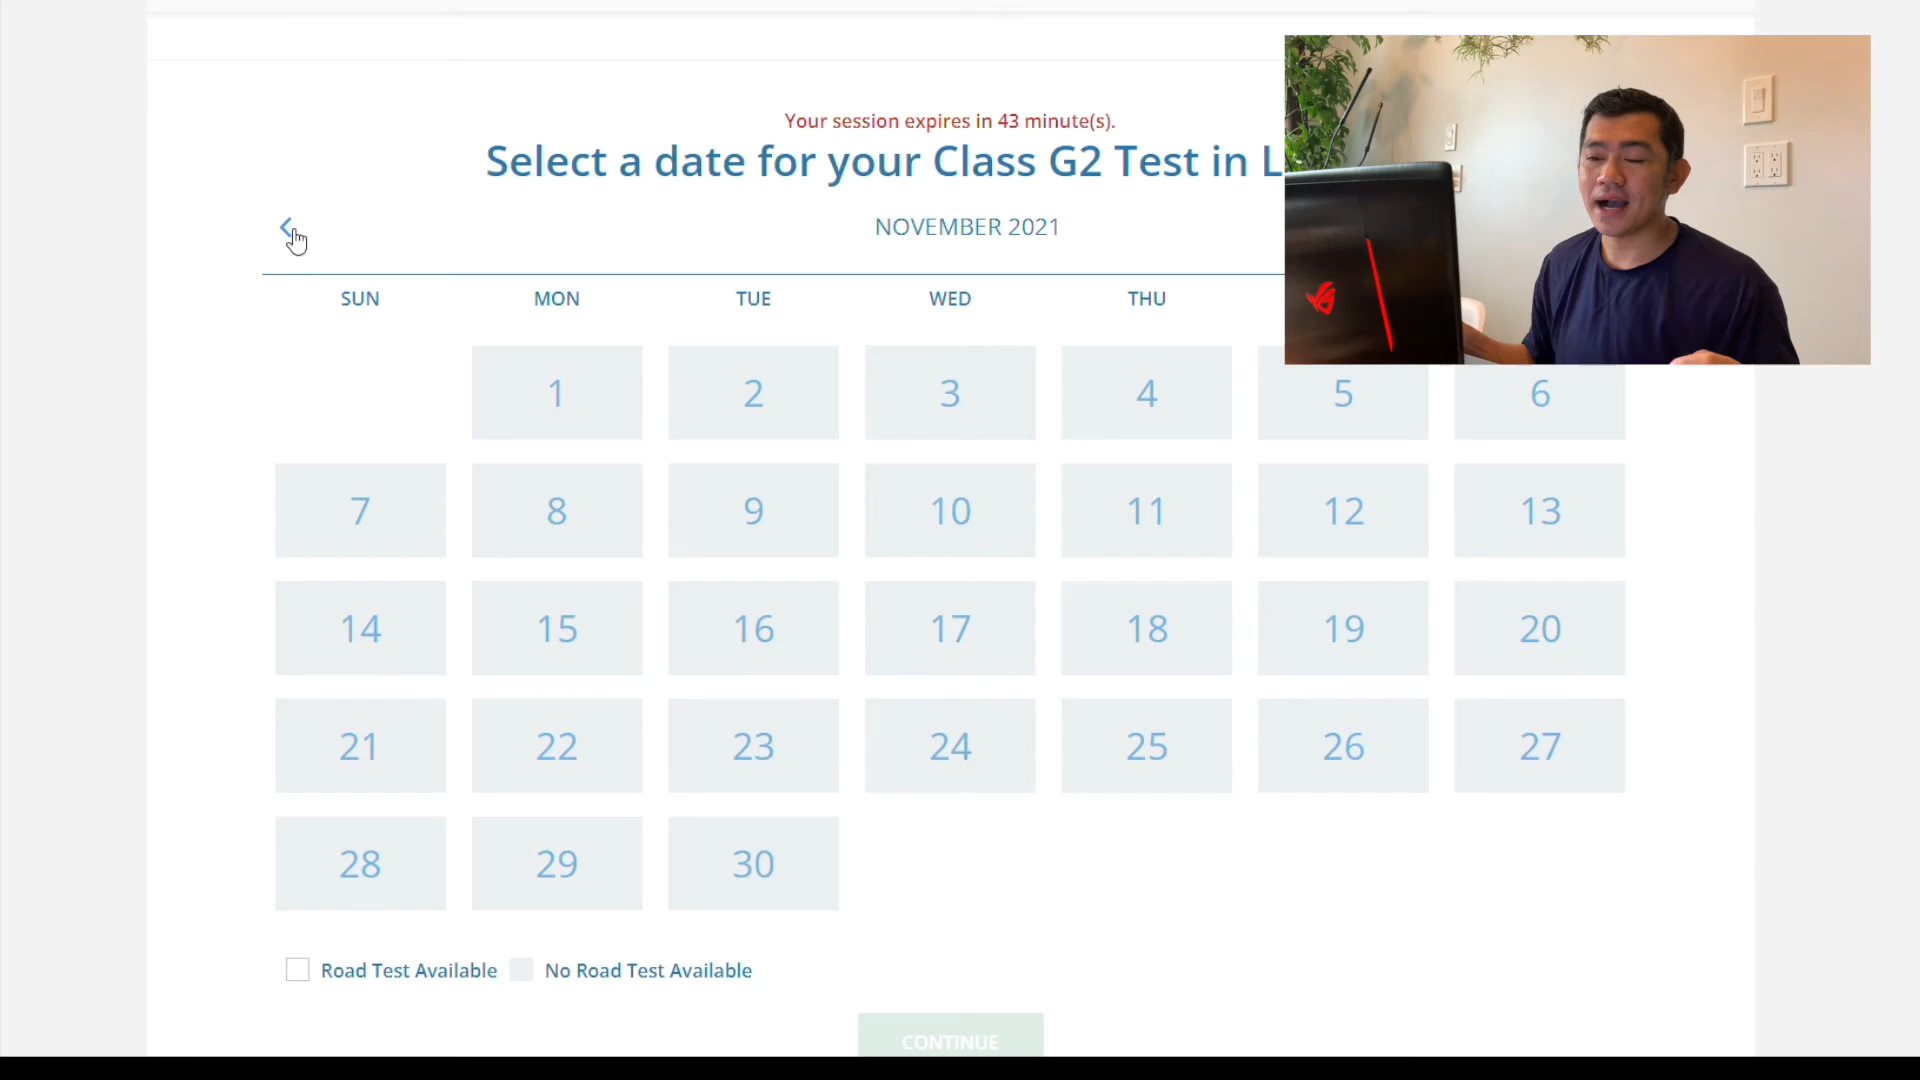 Your session expires in 43 minute(s).
Select a date for your Class G2 Test in L
NOVEMBER 2021
SUN MON TUE WED THU
1 2 3 4 5 6
7 8 9 10 11 12 13
14 15 16 17 18 19 20
21 22 23 24 25 26 27
28 29 30
Road Test Available No Road Test Available
CONTINUE